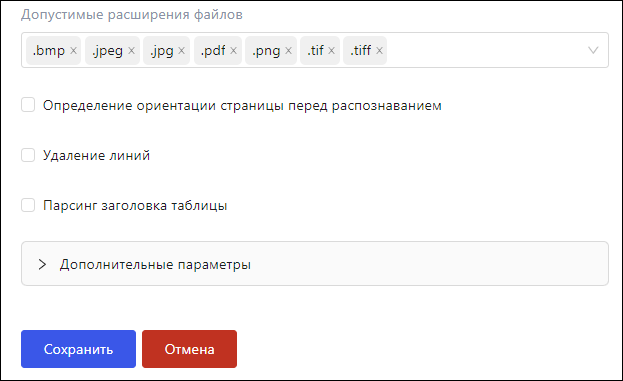 Допустимые расширения файлов
.bmp × .jpeg × .jpg × .pdf × .png × .tif × .tiff ×
Определение ориентации страницы перед распознаванием
Удаление линий
Парсинг заголовка таблицы
Дополнительные параметры
Сохранить Отмена